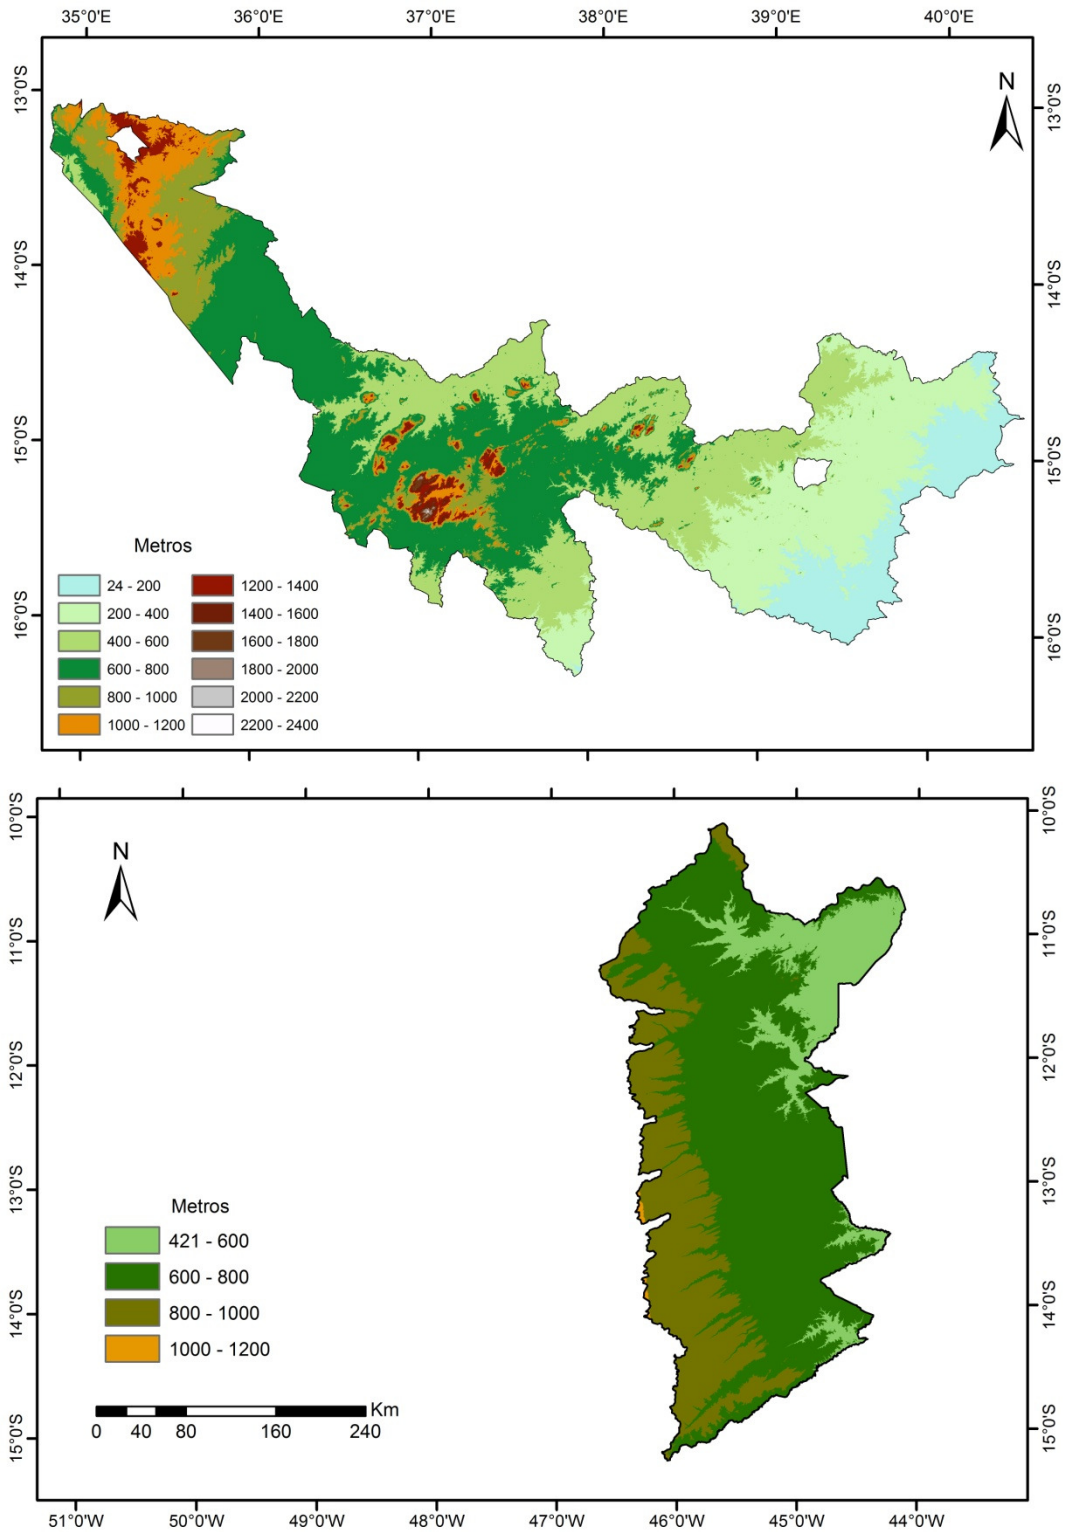 35°0'E 36°0'E 37°0'E 38°0'E 39°0'E 40°0'E
13°0'S
14°0'S
15°0'S
16°0'S
N
13°0'S
14°0'S
15°0'S
16°0'S
Metros
24 - 200
200 - 400
400 - 600
600 - 800
800 - 1000
1000 - 1200
1200 - 1400
1400 - 1600
1600 - 1800
1800 - 2000
2000 - 2200
2200 - 2400
10°0'S
11°0'S
12°0'S
13°0'S
14°0'S
15°0'S
N
10°0'S
11°0'S
12°0'S
13°0'S
14°0'S
15°0'S
Metros
421 - 600
600 - 800
800 - 1000
1000 - 1200
Km
0 40 80 160 240
51°0'W 50°0'W 49°0'W 48°0'W 47°0'W 46°0'W 45°0'W 44°0'W